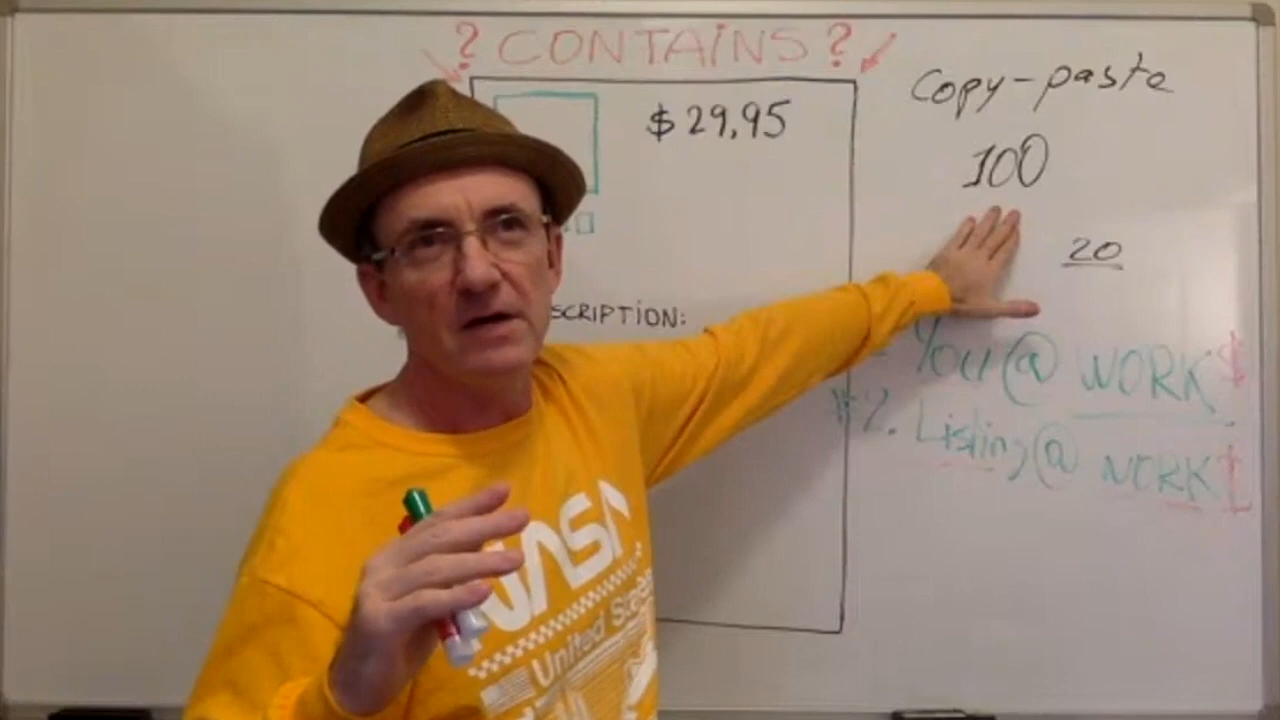 ? CONTAiNS ?
$ 29,95
Copy-paste
100
20
SCRIPTiON:
You @ WORK $
#2. Listing @ WORK $
NASA
United States